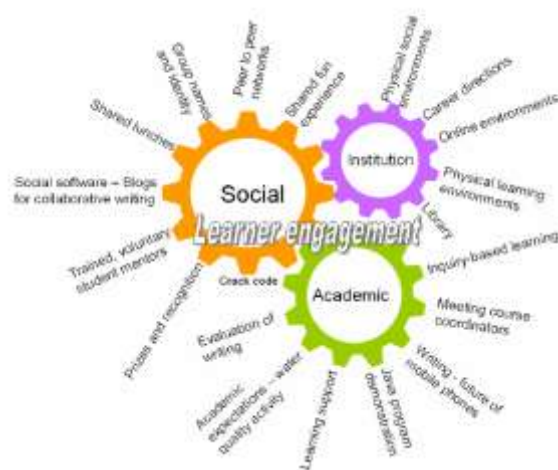 Peer to peer
networks
Group names
and identity
Shared fun
experience
Shared lunches
Social software – Blogs
for collaborative writing
Trained, voluntary
student mentors
Prizes and recognition
Social
Physical social
environments
Career directions
Online environments
Physical learning
environments
Library
Institution
Learner engagement
Crack code
Academic
Inquiry-based learning
Meeting course
coordinators
Writing - future of
mobile phones
Java program
demonstration
Learning support
Academic
expectations – water
quality activity
Evaluation of
writing